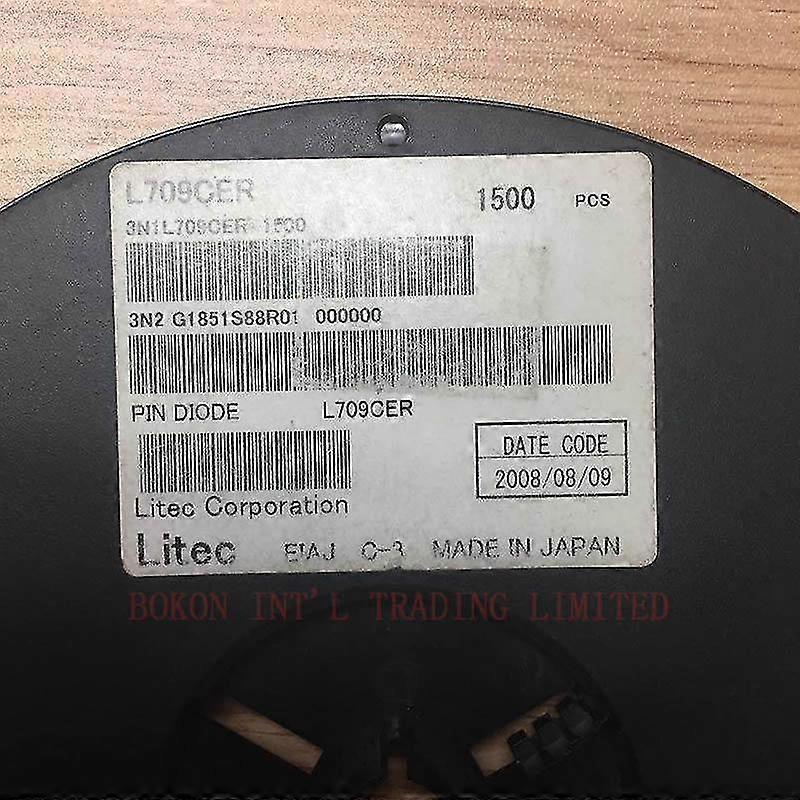 L709CER 1500 PCS
3N1L709CER 1500
3N2 G1851S88R01 000000
PIN DIODE L709CER
DATE CODE
2008/08/09
Litec Corporation
Litec EIAJ C-3 MADE IN JAPAN
BOKON INT'L TRADING LIMITED